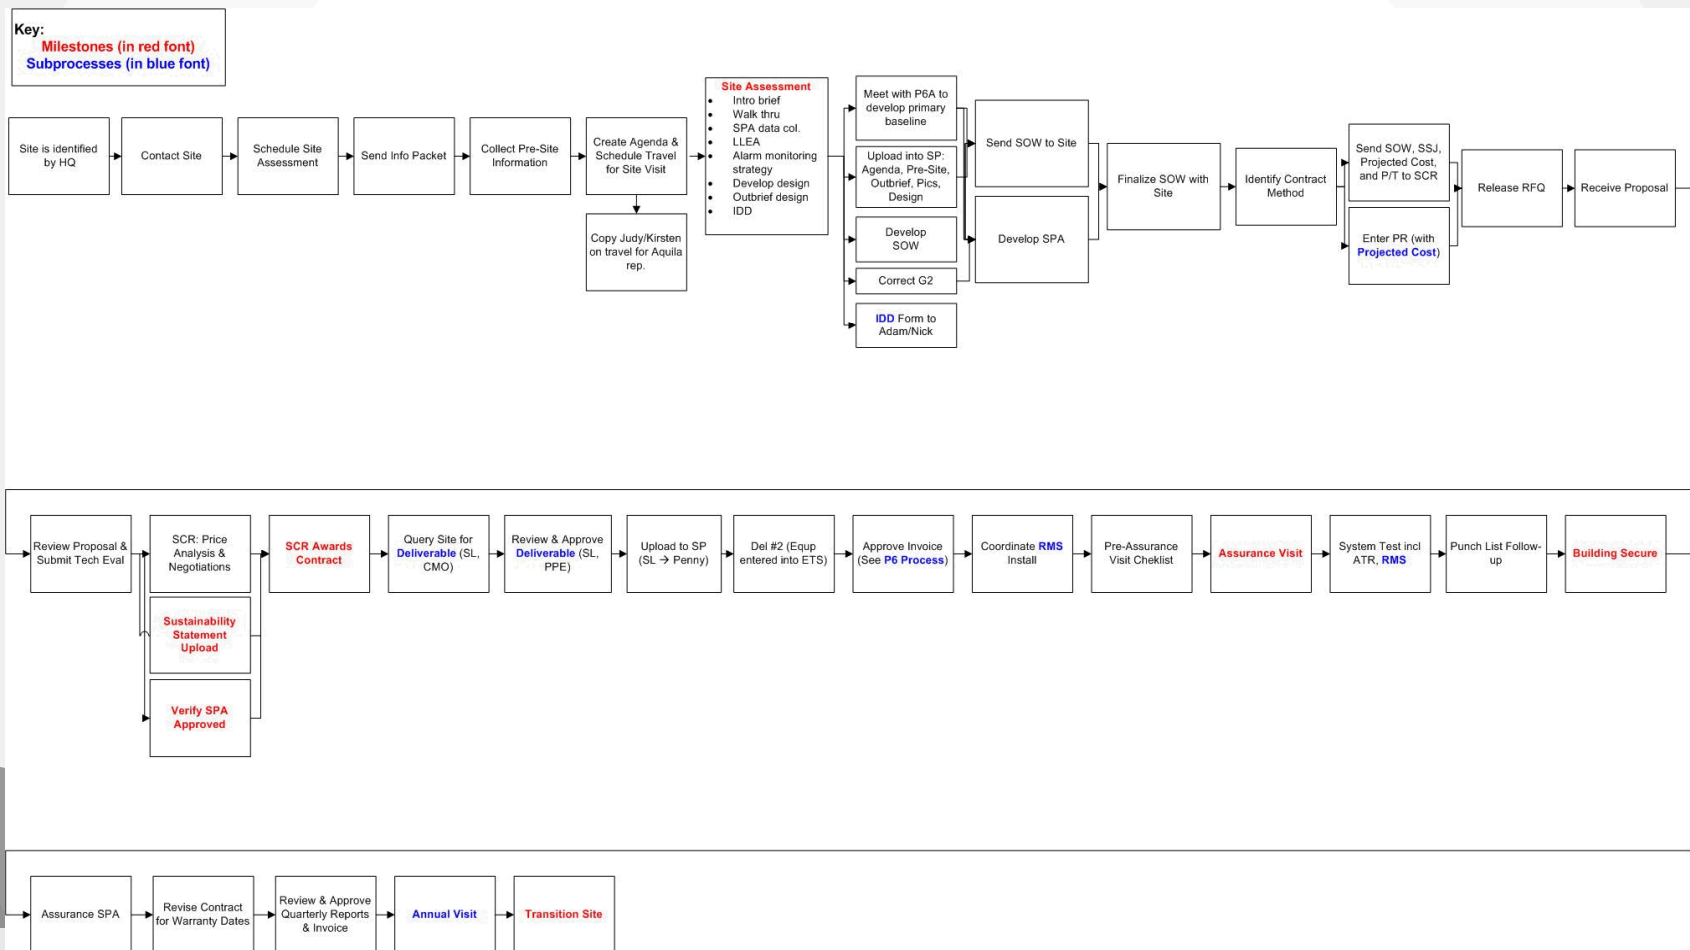 Key:
Milestones (in red font)
Subprocesses (in blue font)
Site is identified
by HQ
Contact Site
Schedule Site
Assessment
Send Info Packet
Collect Pre-Site
Information
Create Agenda &
Schedule Travel
for Site Visit
Copy Judy/Kirsten
on travel for Aquila
rep.
Site Assessment
• Intro brief
• Walk thru
• SPA data col.
• LLEA
• Alarm monitoring
strategy
• Develop design
• Outbrief design
• IDD
Meet with P6A to
develop primary
baseline
Upload into SP:
Agenda, Pre-Site,
Outbrief, Pics,
Design
Develop
SOW
Correct G2
IDD Form to
Adam/Nick
Send SOW to Site
Develop SPA
Finalize SOW with
Site
Identify Contract
Method
Send SOW, SSJ,
Projected Cost,
and P/T to SCR
Enter PR (with
Projected Cost)
Release RFQ
Receive Proposal
Review Proposal &
Submit Tech Eval
SCR: Price
Analysis &
Negotiations
Sustainability
Statement
Upload
Verify SPA
Approved
SCR Awards
Contract
Query Site for
Deliverable (SL,
CMO)
Review & Approve
Deliverable (SL,
PPE)
Upload to SP
(SL → Penny)
Del #2 (Equp
entered into ETS)
Approve Invoice
(See P6 Process)
Coordinate RMS
Install
Pre-Assurance
Visit Cheklist
Assurance Visit
System Test incl
ATR, RMS
Punch List Follow-
up
Building Secure
Assurance SPA
Revise Contract
for Warranty Dates
Review & Approve
Quarterly Reports
& Invoice
Annual Visit
Transition Site